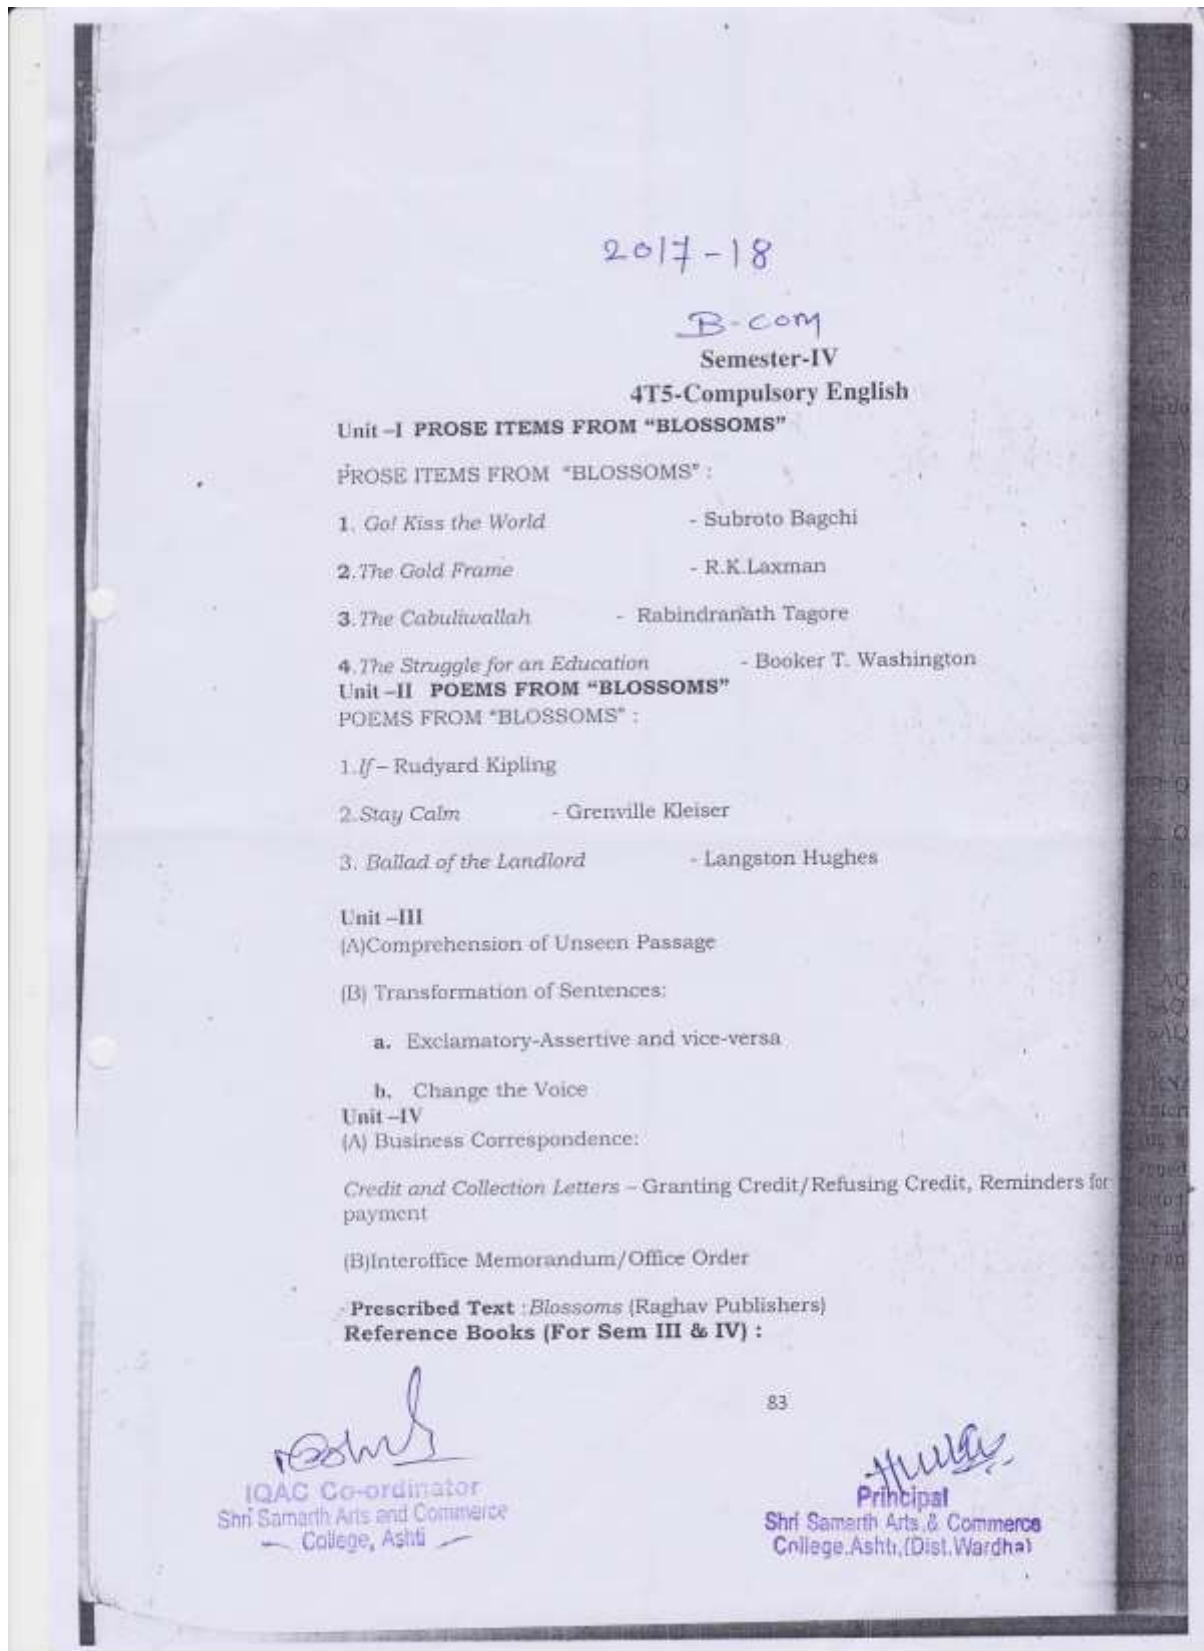 2017-18
B-com
Semester-IV
4T5-Compulsory English
Unit –I PROSE ITEMS FROM “BLOSSOMS”
PROSE ITEMS FROM “BLOSSOMS” :
1. Go! Kiss the World - Subroto Bagchi
2.The Gold Frame - R.K.Laxman
3.The Cabuliwallah - Rabindranath Tagore
4.The Struggle for an Education - Booker T. Washington
Unit –II POEMS FROM “BLOSSOMS”
POEMS FROM “BLOSSOMS” :
1.If – Rudyard Kipling
2.Stay Calm - Grenville Kleiser
3. Ballad of the Landlord - Langston Hughes
Unit –III
(A)Comprehension of Unseen Passage
(B) Transformation of Sentences:
a. Exclamatory-Assertive and vice-versa
b. Change the Voice
Unit –IV
(A) Business Correspondence:
Credit and Collection Letters – Granting Credit/Refusing Credit, Reminders for
payment
(B)Interoffice Memorandum/Office Order
Prescribed Text :Blossoms (Raghav Publishers)
Reference Books (For Sem III & IV) :
83
IQAC Co-ordinator
Shri Samarth Arts and Commerce
College, Ashti
Principal
Shri Samarth Arts & Commerce
College.Ashti,(Dist.Wardha)